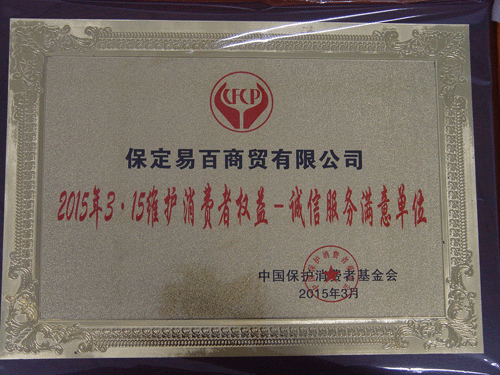 CFCP
保定易百商贸有限公司
2015年3·15维护消费者权益-诚信服务满意单位
中国保护消费者基金会
2015年3月